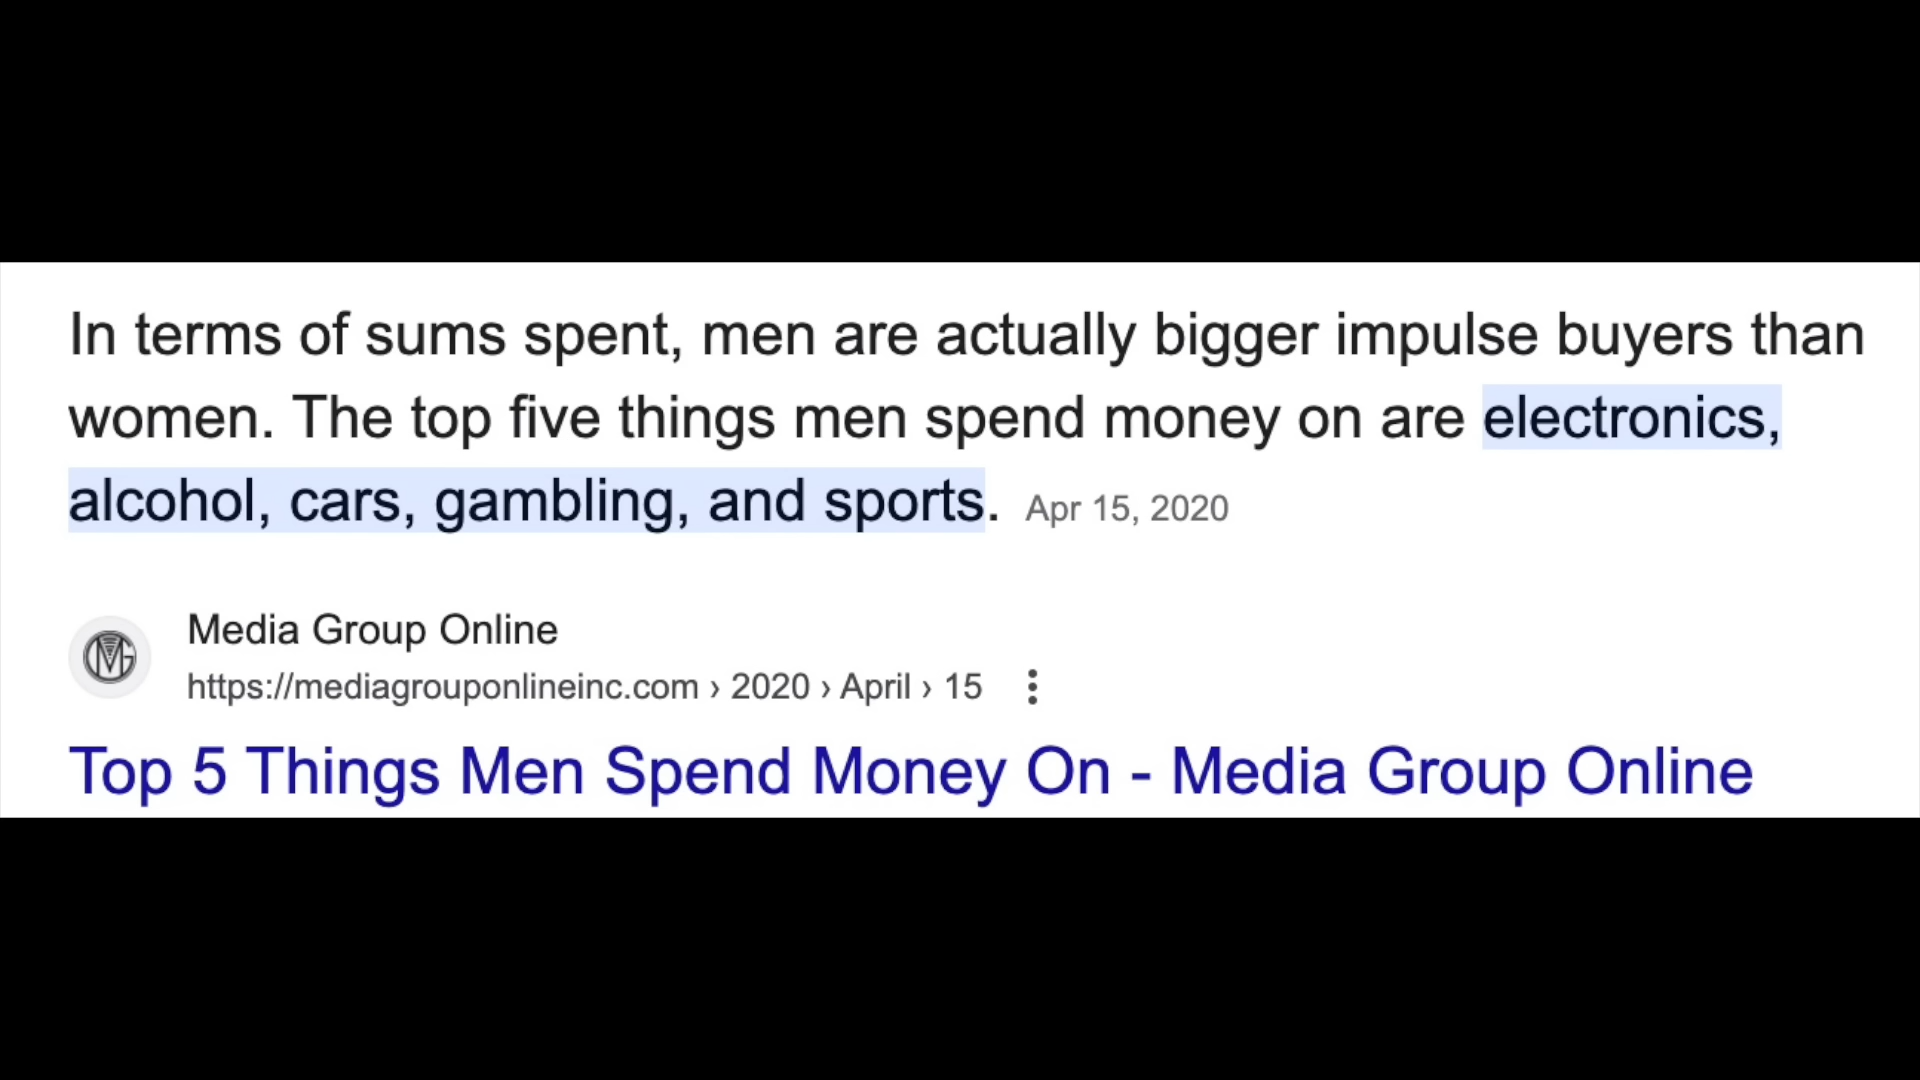 In terms of sums spent, men are actually bigger impulse buyers than
women. The top five things men spend money on are electronics,
alcohol, cars, gambling, and sports. Apr 15, 2020
MG
Media Group Online
https://mediagrouponlineinc.com › 2020 › April › 15
Top 5 Things Men Spend Money On - Media Group Online